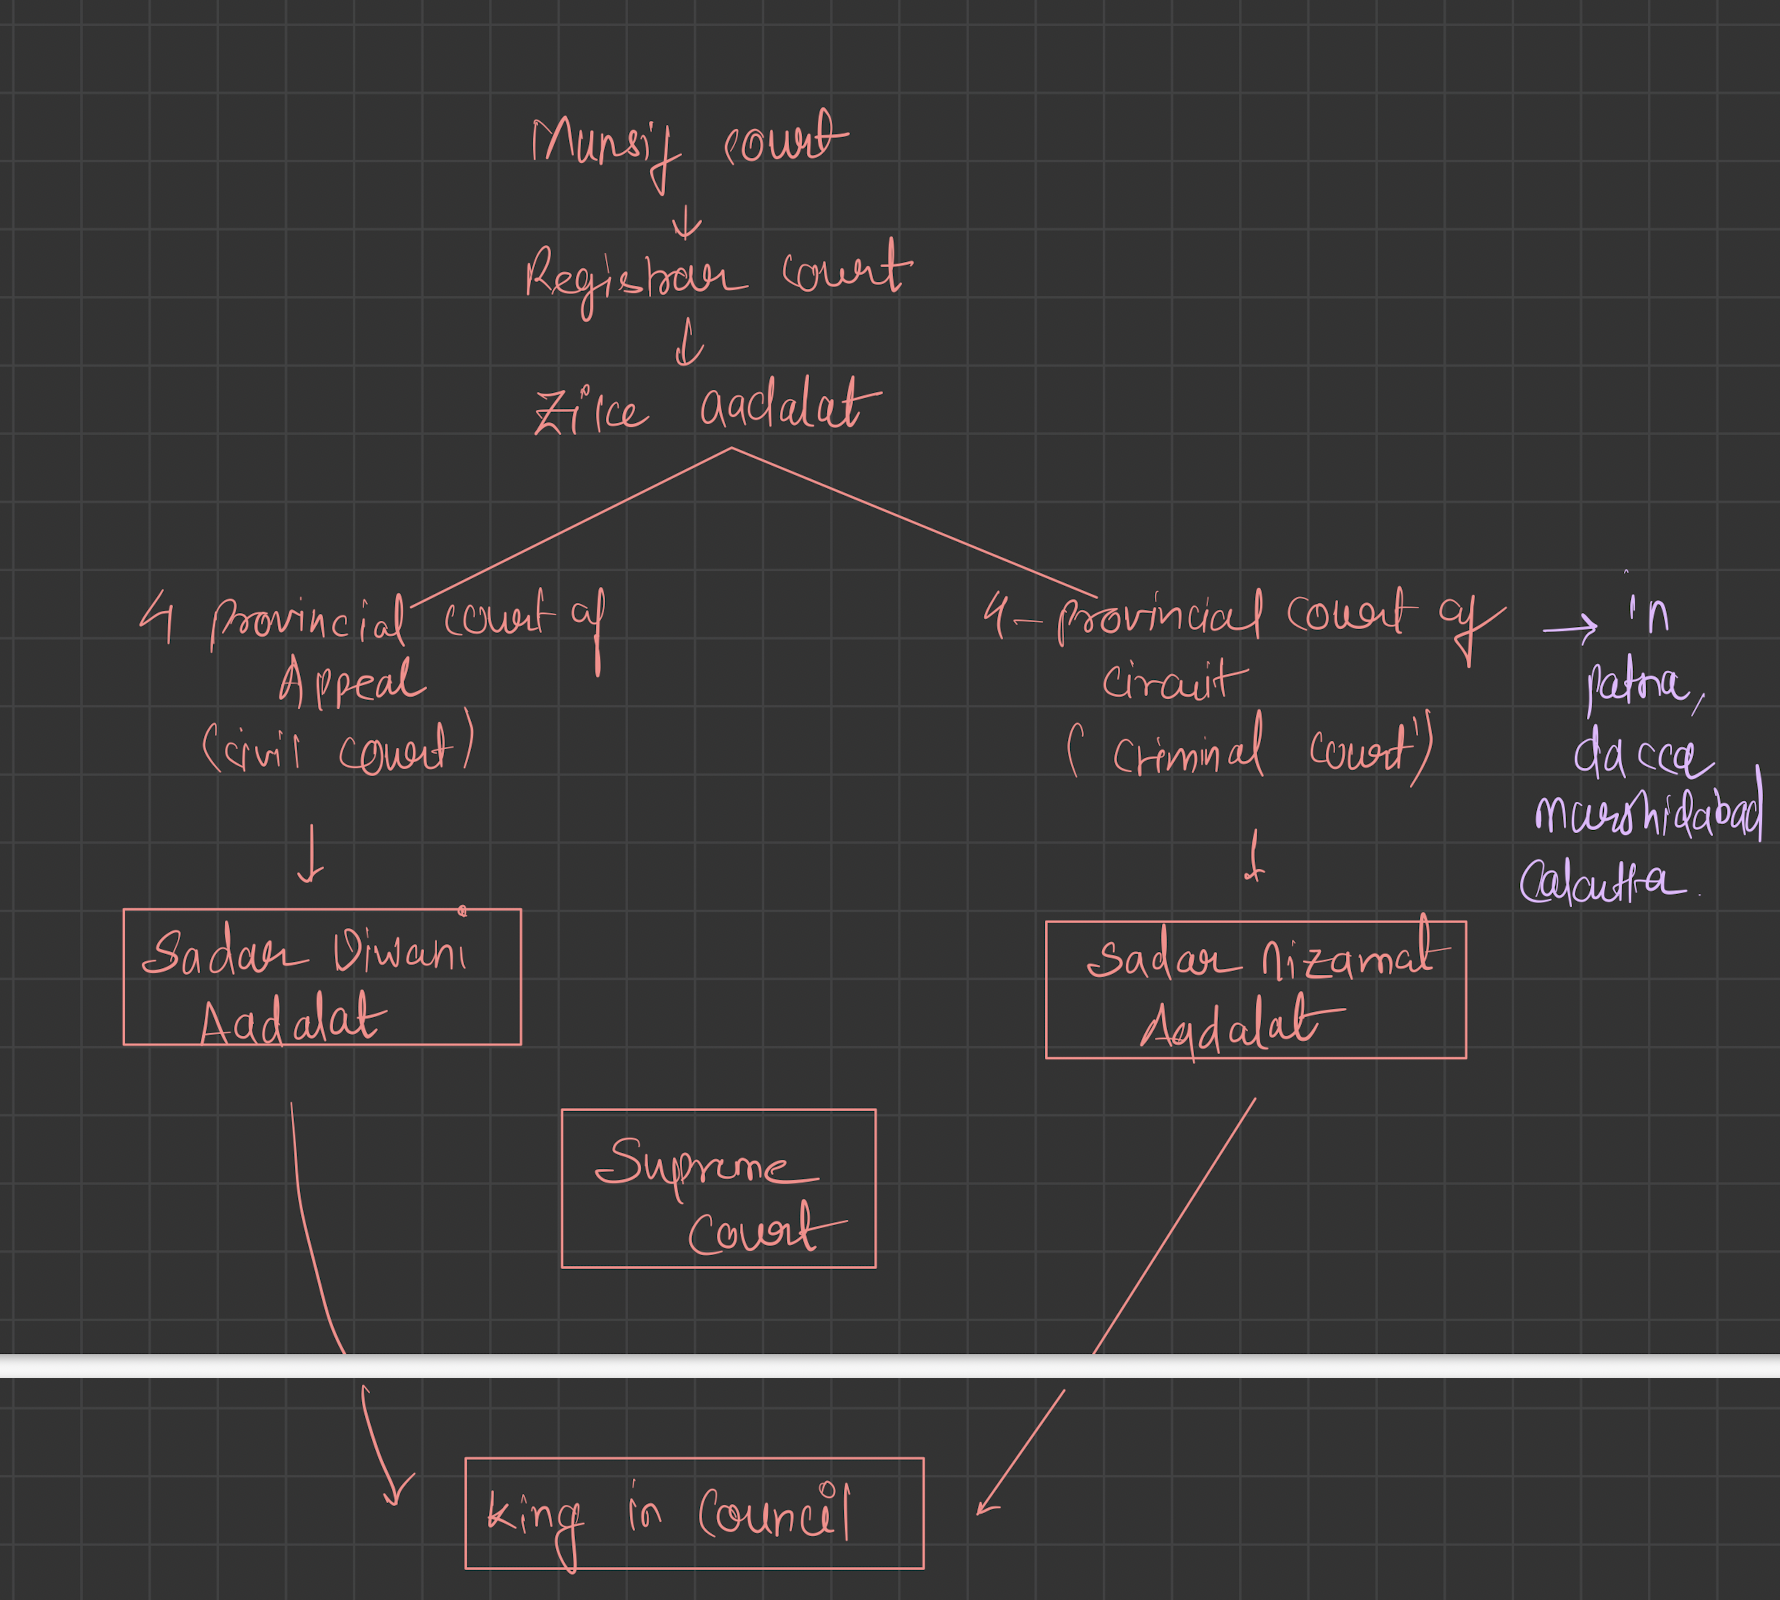 Munsif court
Registrar court
Zilla aadalat
4 provincial court of
Appeal
(civil court)
4 - provincial court of
circuit
(criminal court)
in
patna,
dacca
murshidabad
Calcutta.
Sadar Diwani
Aadalat
Sadar Nizamat
Aadalat
Supreme
Court
King in Council